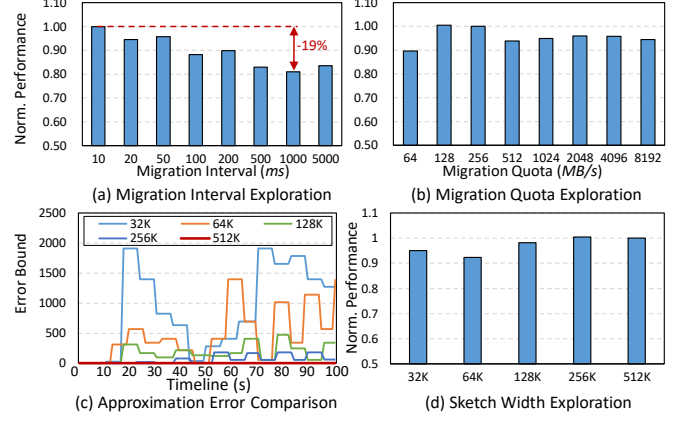 Norm. Performance
1.00
0.90
0.80
0.70
0.60
0.50
-19%
10 20 50 100 200 500 1000 5000
Migration Interval (ms)
(a) Migration Interval Exploration
Norm. Performance
1.00
0.90
0.80
0.70
0.60
0.50
64 128 256 512 1024 2048 4096 8192
Migration Quota (MB/s)
(b) Migration Quota Exploration
Error Bound
2500
2000
1500
1000
500
0
32K 64K 128K
256K 512K
0 10 20 30 40 50 60 70 80 90 100
Timeline (s)
(c) Approximation Error Comparison
Norm. Performance
1.1
1
0.9
0.8
0.7
0.6
0.5
32K 64K 128K 256K 512K
(d) Sketch Width Exploration